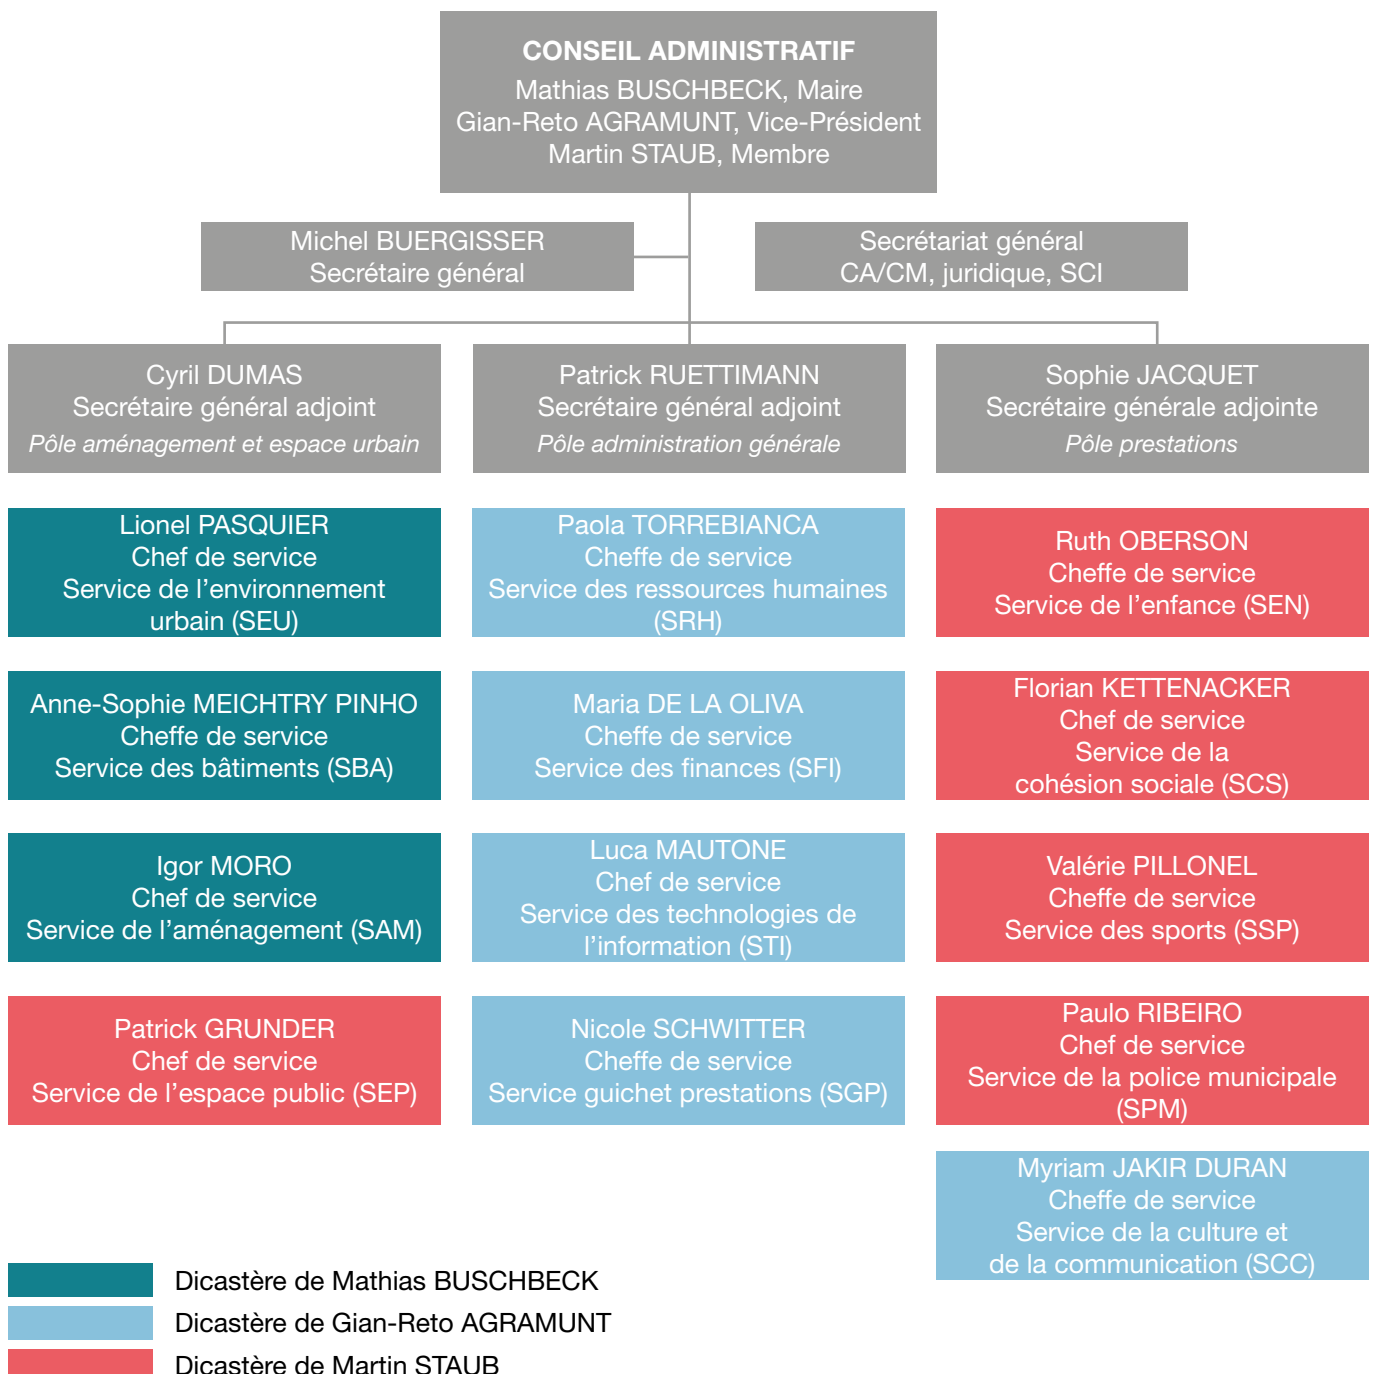 CONSEIL ADMINISTRATIF
Mathias BUSCHBECK, Maire
Gian-Reto AGRAMUNT, Vice-Président
Martin STAUB, Membre
Michel BUERGISSER
Secrétaire général
Secrétariat général
CA/CM, juridique, SCI
Cyril DUMAS
Secrétaire général adjoint
Pôle aménagement et espace urbain
Patrick RUETTIMANN
Secrétaire général adjoint
Pôle administration générale
Sophie JACQUET
Secrétaire générale adjointe
Pôle prestations
Lionel PASQUIER
Chef de service
Service de l’environnement
urbain (SEU)
Paola TORREBIANCA
Cheffe de service
Service des ressources humaines
(SRH)
Ruth OBERSON
Cheffe de service
Service de l’enfance (SEN)
Anne-Sophie MEICHTRY PINHO
Cheffe de service
Service des bâtiments (SBA)
Maria DE LA OLIVA
Cheffe de service
Service des finances (SFI)
Florian KETTENACKER
Chef de service
Service de la
cohésion sociale (SCS)
Igor MORO
Chef de service
Service de l’aménagement (SAM)
Luca MAUTONE
Chef de service
Service des technologies de
l’information (STI)
Valérie PILLONEL
Cheffe de service
Service des sports (SSP)
Patrick GRUNDER
Chef de service
Service de l’espace public (SEP)
Nicole SCHWITTER
Cheffe de service
Service guichet prestations (SGP)
Paulo RIBEIRO
Chef de service
Service de la police municipale
(SPM)
Myriam JAKIR DURAN
Cheffe de service
Service de la culture et
de la communication (SCC)
Dicastère de Mathias BUSCHBECK
Dicastère de Gian-Reto AGRAMUNT
Dicastère de Martin STAUB